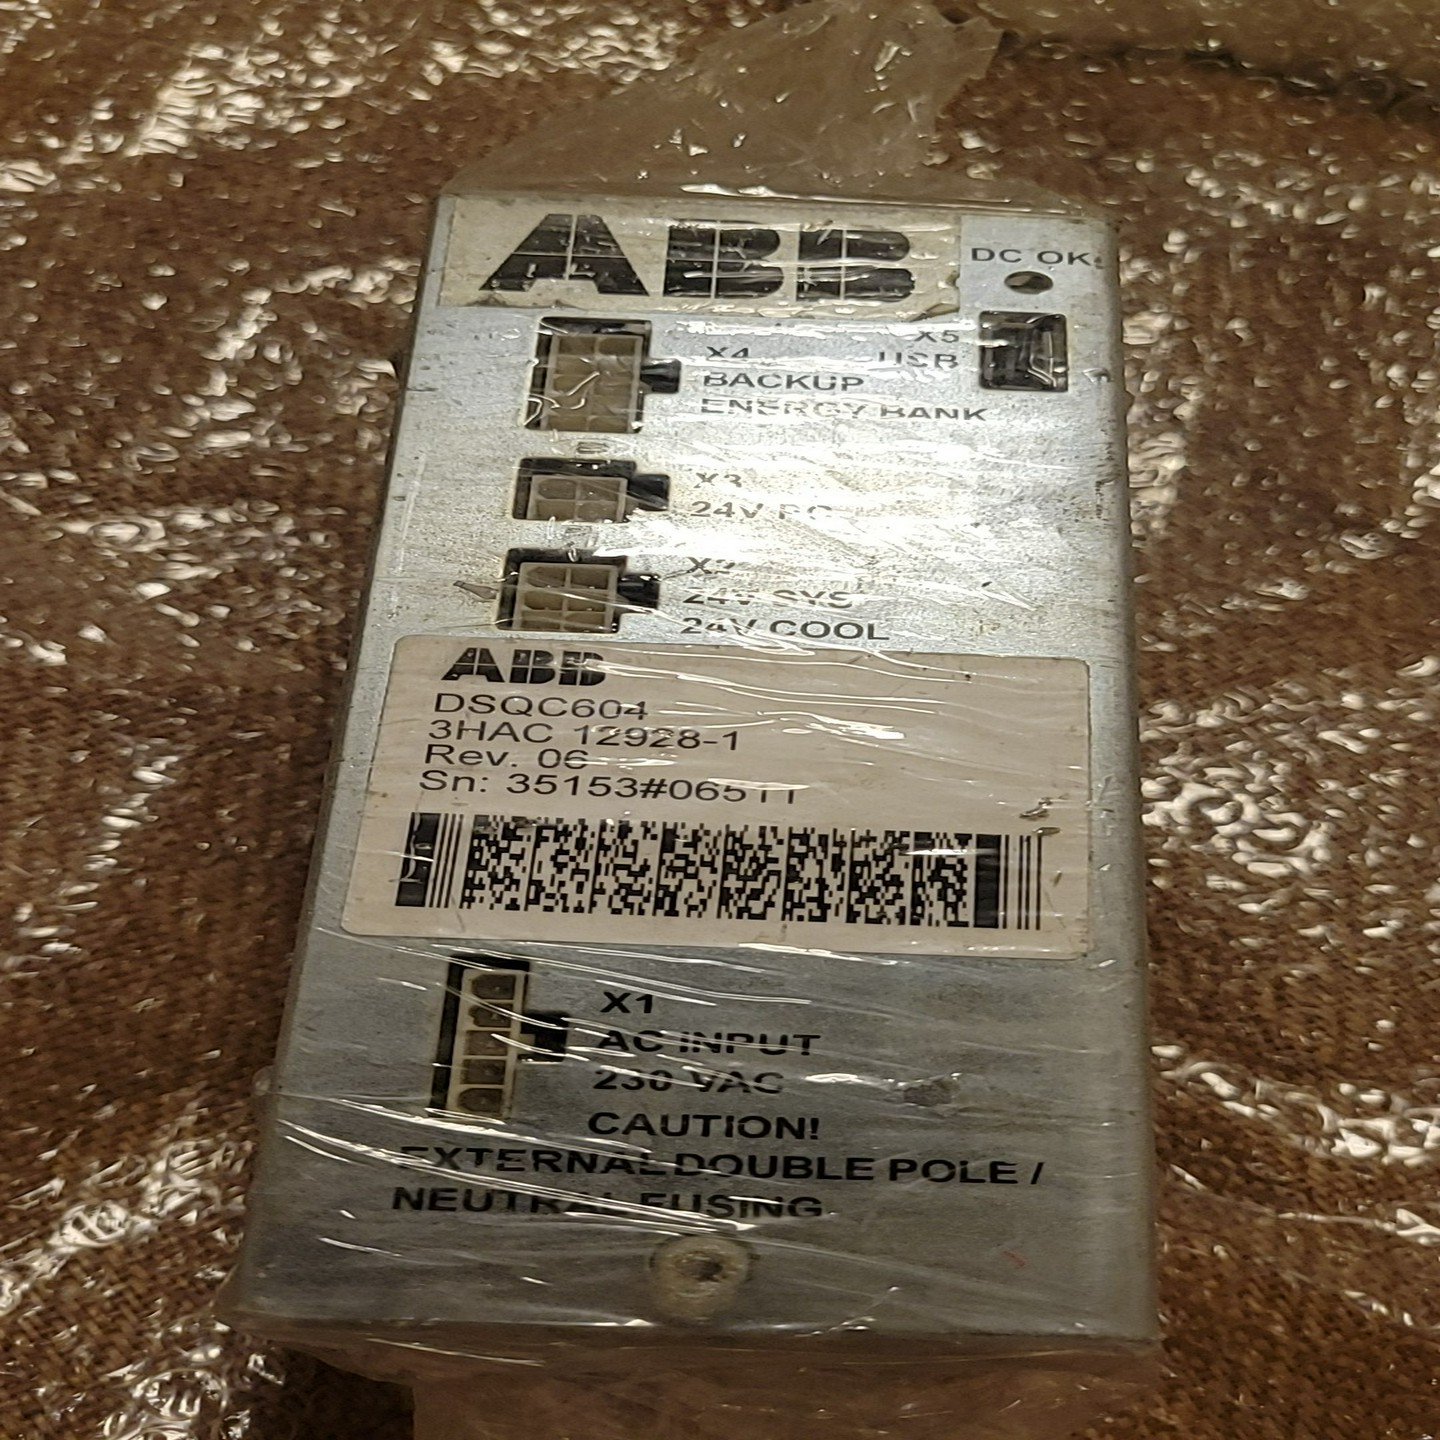 ABB
DC OK
X5
USB
X4
BACKUP
ENERGY BANK
X3
24V PC
X2
24V SYS
24V COOL
ABB
DSQC604
3HAC 12928-1
Rev. 06
Sn: 35153#06511
X1
AC INPUT
230 VAC
CAUTION!
EXTERNAL DOUBLE POLE /
NEUTRAL FUSING